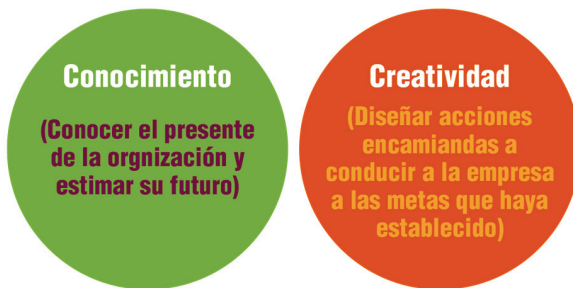 Conocimiento
(Conocer el presente
de la orgnización y
estimar su futuro)
Creatividad
(Diseñar acciones
encamiandas a
conducir a la empresa
a las metas que haya
establecido)